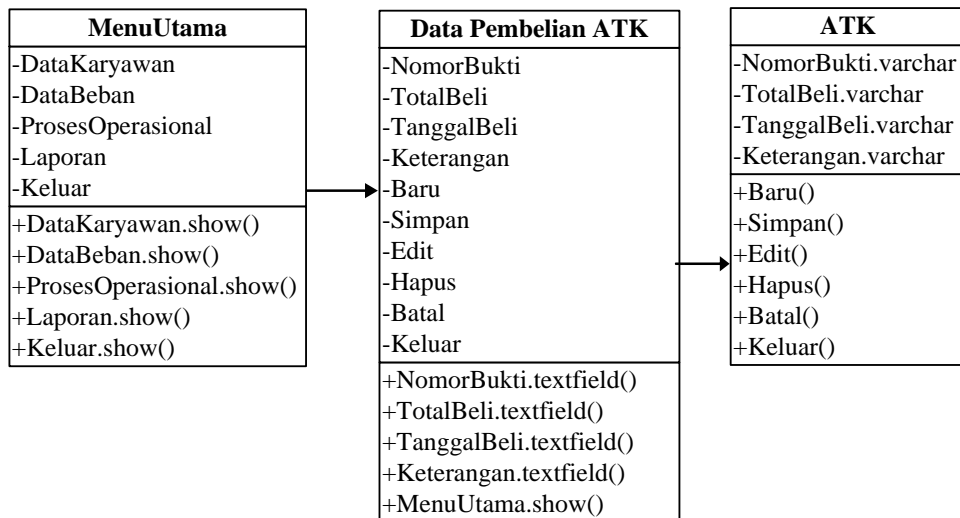 MenuUtama
-DataKaryawan
-DataBeban
-ProsesOperasional
-Laporan
-Keluar
+DataKaryawan.show()
+DataBeban.show()
+ProsesOperasional.show()
+Laporan.show()
+Keluar.show()
Data Pembelian ATK
-NomorBukti
-TotalBeli
-TanggalBeli
-Keterangan
-Baru
-Simpan
-Edit
-Hapus
-Batal
-Keluar
+NomorBukti.textfield()
+TotalBeli.textfield()
+TanggalBeli.textfield()
+Keterangan.textfield()
+MenuUtama.show()
ATK
-NomorBukti.varchar
-TotalBeli.varchar
-TanggalBeli.varchar
-Keterangan.varchar
+Baru()
+Simpan()
+Edit()
+Hapus()
+Batal()
+Keluar()